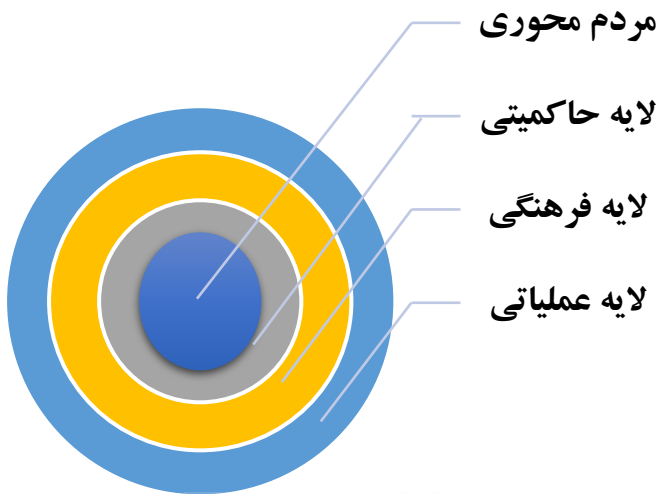 مردم محوری
لایه حاکمیتی
لایه فرهنگی
لایه عملیاتی